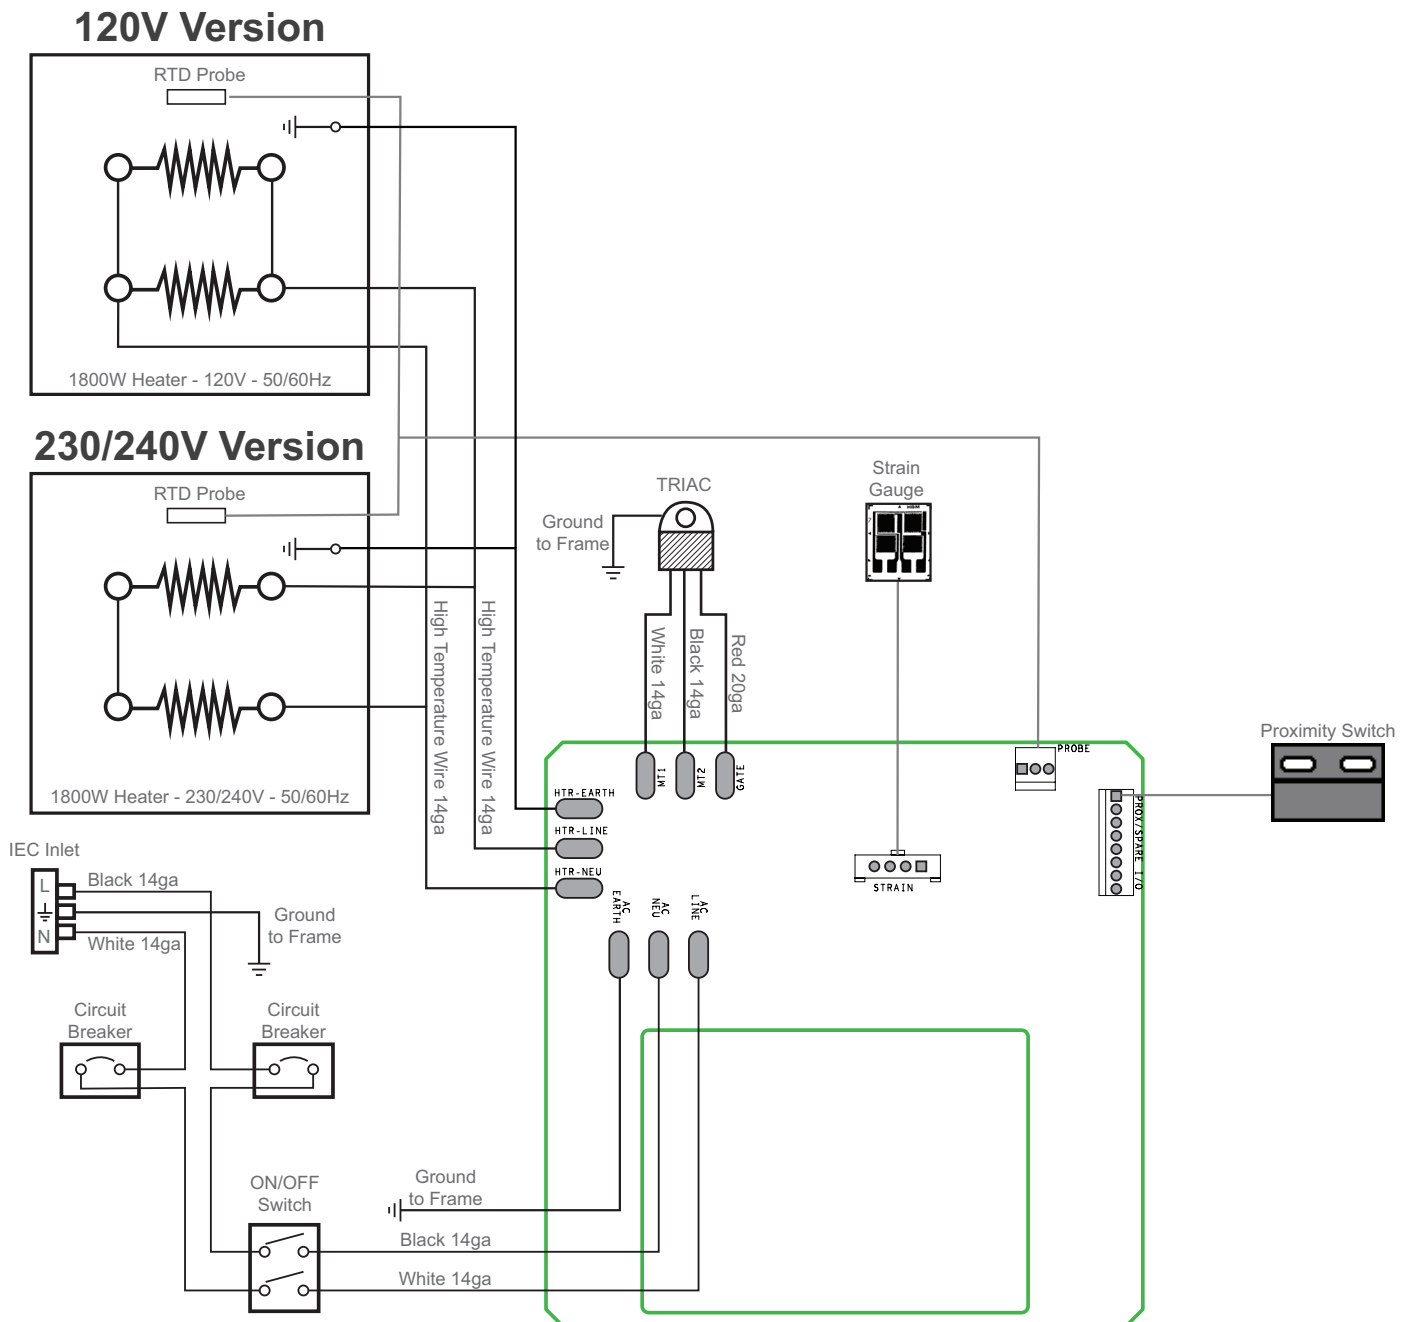 120V Version
RTD Probe
1800W Heater - 120V - 50/60Hz
230/240V Version
RTD Probe
1800W Heater - 230/240V - 50/60Hz
High Temperature Wire 14ga
High Temperature Wire 14ga
TRIAC
Ground
to Frame
White 14ga
Black 14ga
Red 20ga
Strain
Gauge
HBM
Proximity Switch
MT1
MT2
GATE
PROBE
PROX/SPARE I/O
HTR-EARTH
HTR-LINE
HTR-NEU
STRAIN
AC
EARTH
AC
NEU
AC
LINE
IEC Inlet
L
N
Black 14ga
White 14ga
Ground
to Frame
Circuit
Breaker
Circuit
Breaker
ON/OFF
Switch
Ground
to Frame
Black 14ga
White 14ga